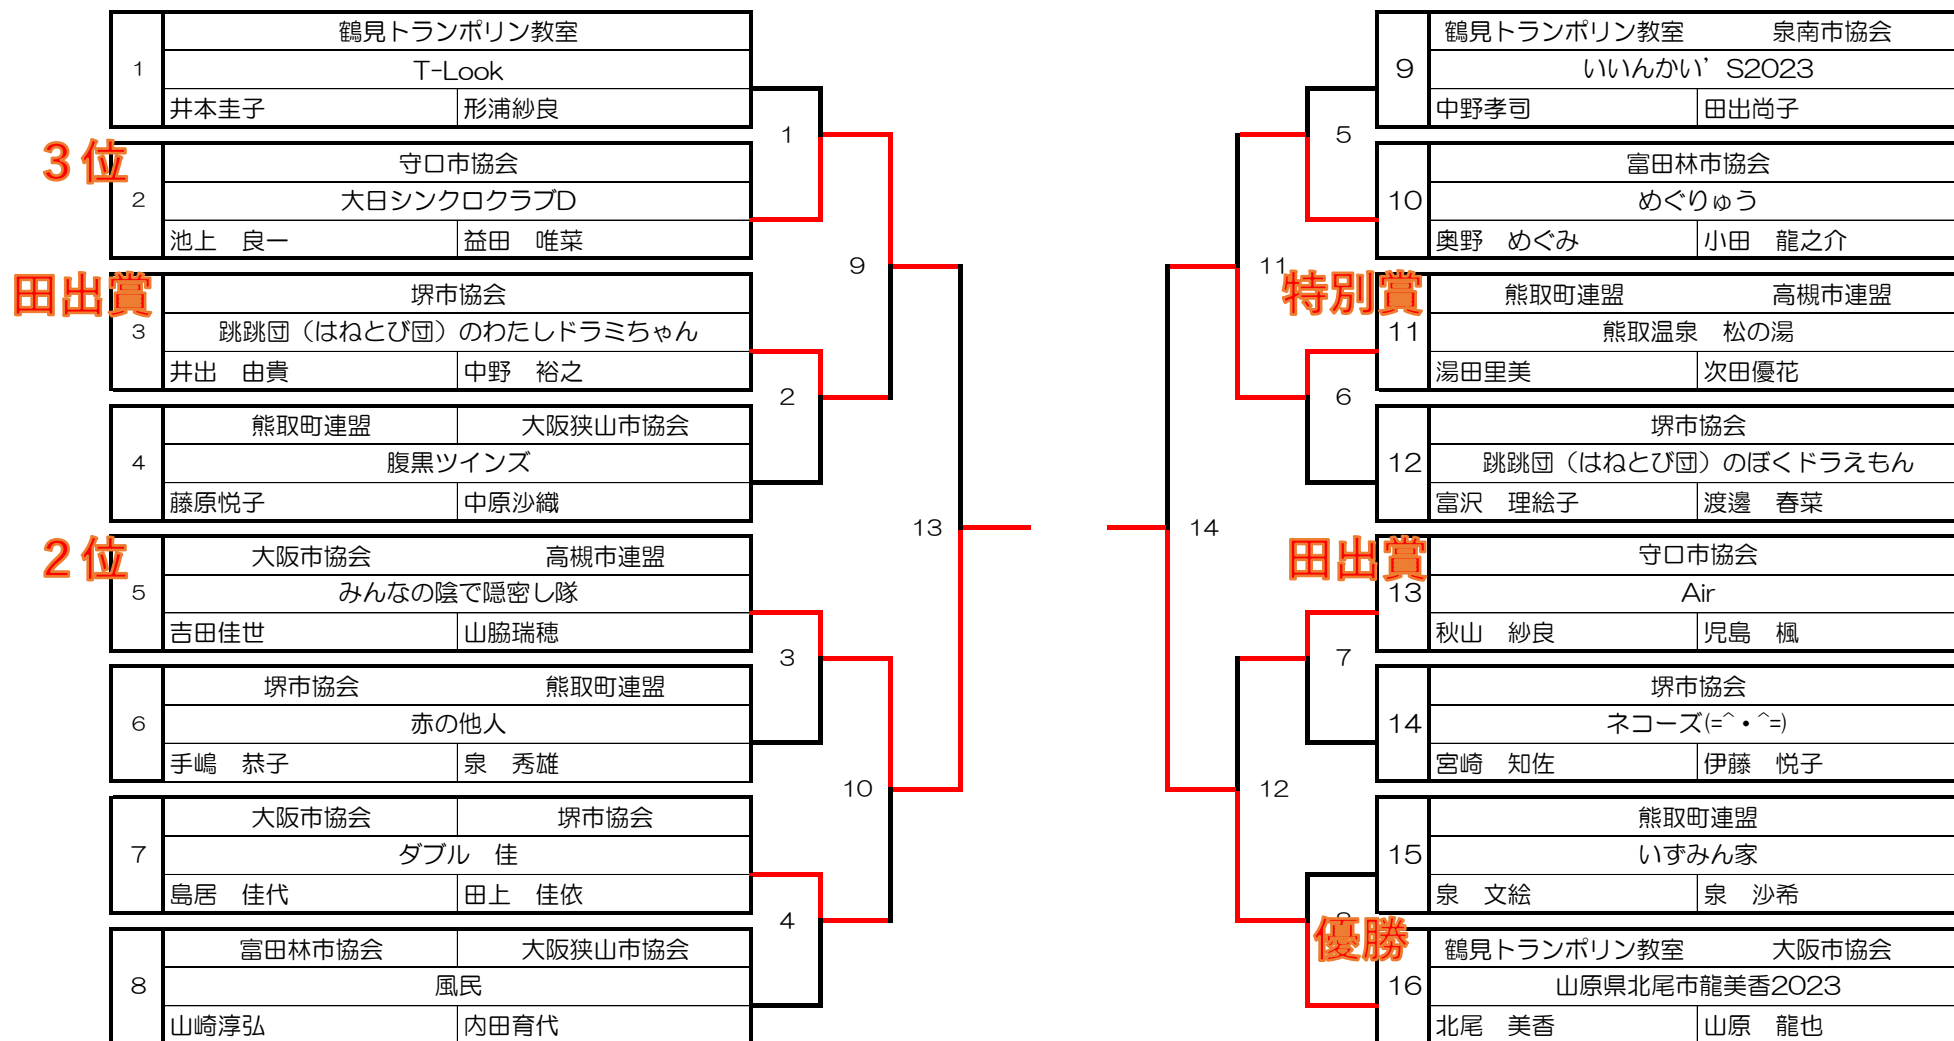 鶴見トランポリン教室
1
T-Look
井本圭子 形浦紗良
1
3位
守口市協会
2
大日シンクロクラブD
池上 良一 益田 唯菜
9
田出賞
堺市協会
3
跳跳団(はねとび団)のわたしドラミちゃん
井出 由貴 中野 裕之
2
熊取町連盟 大阪狭山市協会
4
腹黒ツインズ
藤原悦子 中原沙織
13
2位
大阪市協会 高槻市連盟
5
みんなの陰で隠密し隊
吉田佳世 山脇瑞穂
3
堺市協会 熊取町連盟
6
赤の他人
手嶋 恭子 泉 秀雄
10
大阪市協会 堺市協会
7
ダブル 佳
島居 佳代 田上 佳依
4
富田林市協会 大阪狭山市協会
8
風民
山崎淳弘 内田育代
鶴見トランポリン教室 泉南市協会
9
いいんかい’S2023
中野孝司 田出尚子
5
富田林市協会
10
めぐりゅう
奥野 めぐみ 小田 龍之介
11
特別賞
熊取町連盟 高槻市連盟
11
熊取温泉 松の湯
湯田里美 次田優花
6
堺市協会
12
跳跳団(はねとび団)のぼくドラえもん
富沢 理絵子 渡邊 春菜
14
田出賞
守口市協会
13
Air
秋山 紗良 児島 楓
7
堺市協会
14
ネコーズ(=^・^=)
宮崎 知佐 伊藤 悦子
12
熊取町連盟
15
いずみん家
泉 文絵 泉 沙希
優勝
鶴見トランポリン教室 大阪市協会
16
山原県北尾市龍美香2023
北尾 美香 山原 龍也